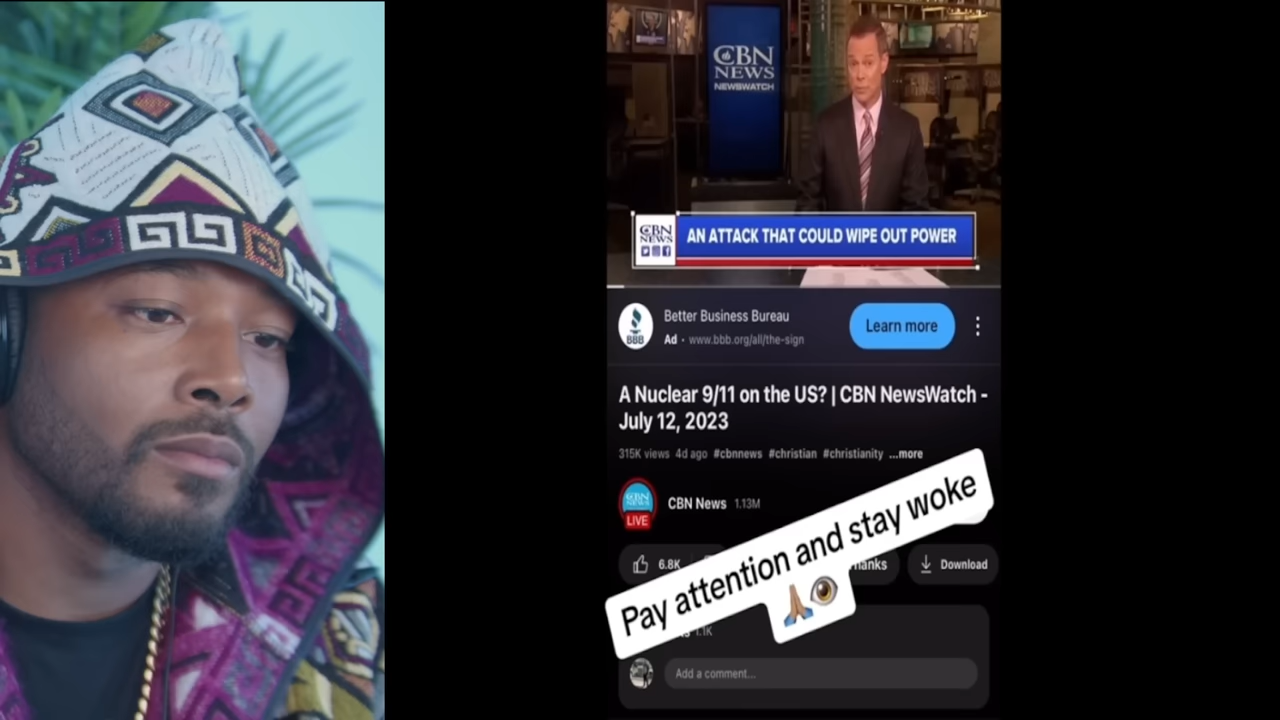 CBN
NEWS
NEWSWATCH
CBN
NEWS
AN ATTACK THAT COULD WIPE OUT POWER
BBB
Better Business Bureau
Ad · www.bbb.org/all/the-sign
Learn more
A Nuclear 9/11 on the US? | CBN NewsWatch -
July 12, 2023
315K views 4d ago #cbnnews #christian #christianity ...more
CBN
NEWS
LIVE
CBN News 1.13M
6.8K
Download
Pay attention and stay woke
🙏🏽👁️
1.1K
Add a comment...